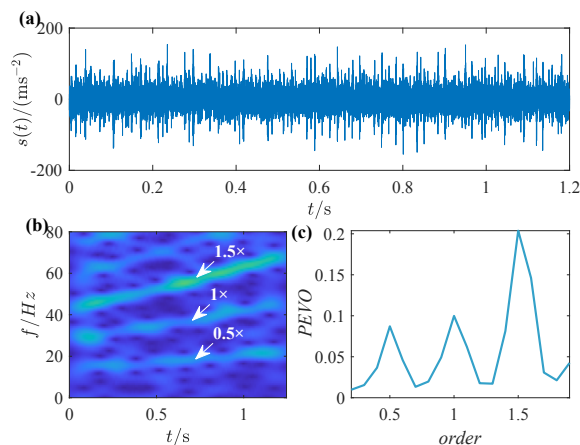 (a)
200
0
-200
s(t)/(ms⁻²)
0 0.2 0.4 0.6 0.8 1 1.2
t/s
(b)
80
60
40
20
0
f/Hz
1.5×
1×
0.5×
0 0.5 1
t/s
(c)
0.2
0.15
0.1
0.05
0
PEVO
0.5 1 1.5
order